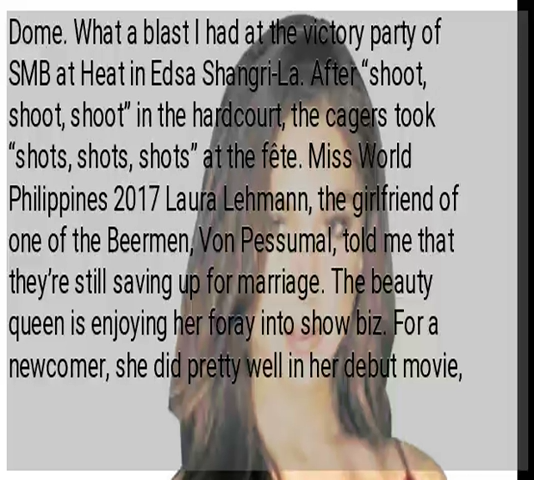 Dome. What a blast I had at the victory party of
SMB at Heat in Edsa Shangri-La. After “shoot,
shoot, shoot” in the hardcourt, the cagers took
“shots, shots, shots” at the fête. Miss World
Philippines 2017 Laura Lehmann, the girlfriend of
one of the Beermen, Von Pessumal, told me that
they’re still saving up for marriage. The beauty
queen is enjoying her foray into show biz. For a
newcomer, she did pretty well in her debut movie,